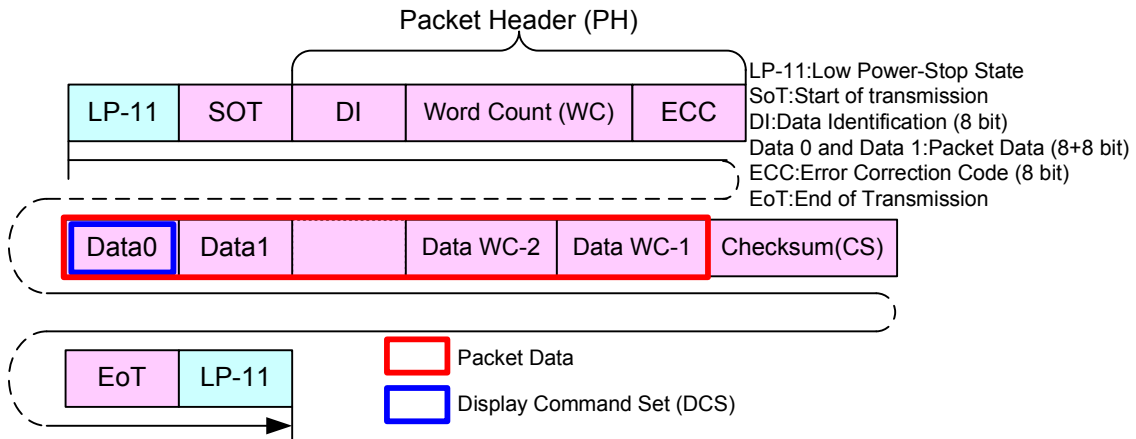 Packet Header (PH)
LP-11 SOT DI Word Count (WC) ECC
LP-11:Low Power-Stop State
SoT:Start of transmission
DI:Data Identification (8 bit)
Data 0 and Data 1:Packet Data (8+8 bit)
ECC:Error Correction Code (8 bit)
EoT:End of Transmission
Data0 Data1 Data WC-2 Data WC-1 Checksum(CS)
EoT LP-11
Packet Data
Display Command Set (DCS)